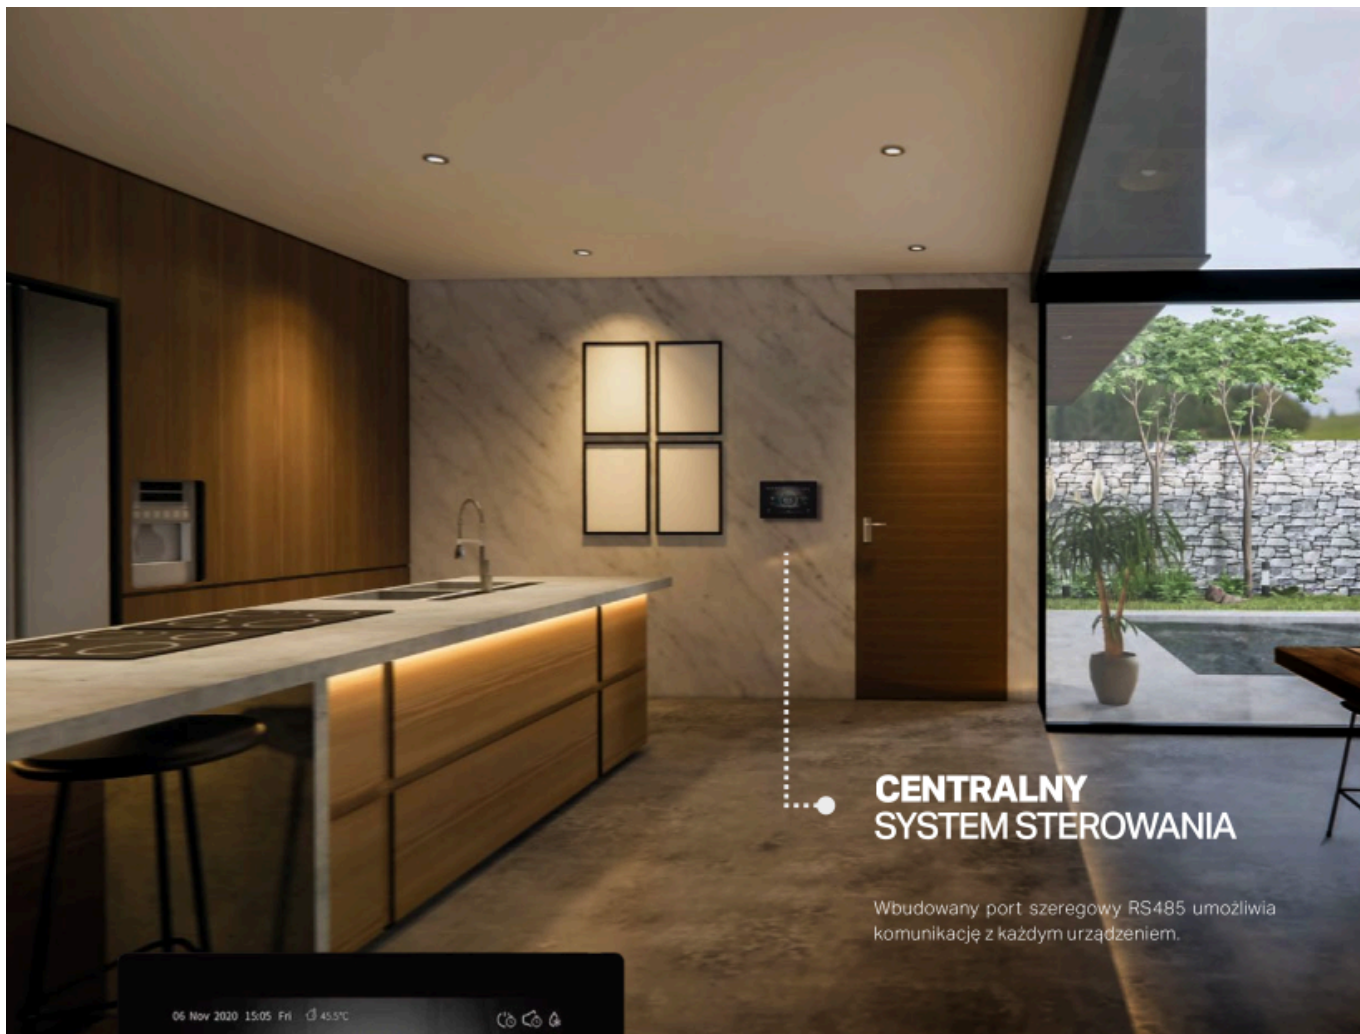 CENTRALNY
SYSTEM STEROWANIA
Wbudowany port szeregowy RS485 umożliwia
komunikację z każdym urządzeniem.
06 Nov 2020 15:05 Fri 45.5°C